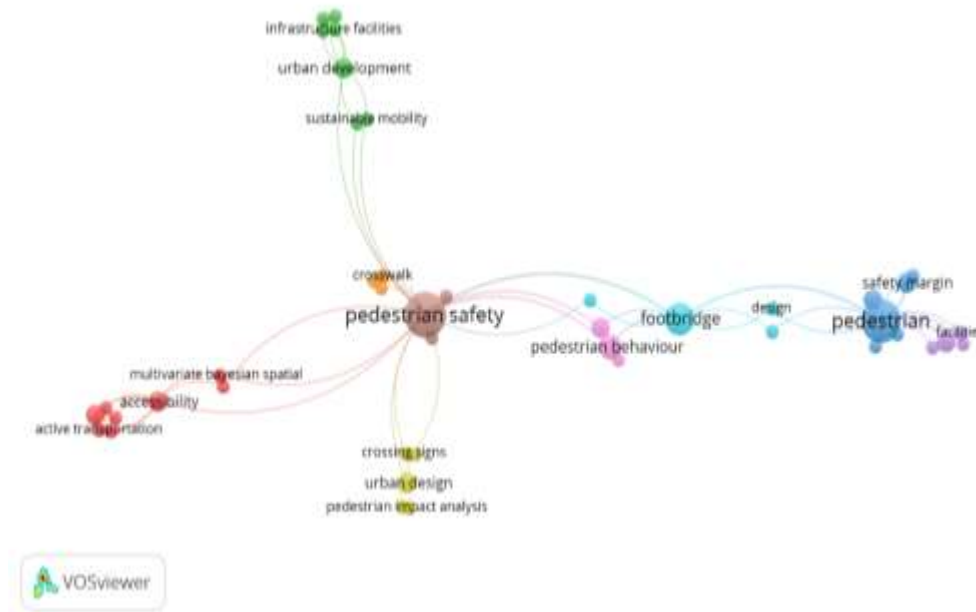 infrastructure facilities
urban development
sustainable mobility
crosswalk
safety margin
pedestrian safety
footbridge
design
pedestrian
facilitie
pedestrian behaviour
multivariate bayesian spatial
accessibility
active transportation
crossing signs
urban design
pedestrian impact analysis
VOSviewer